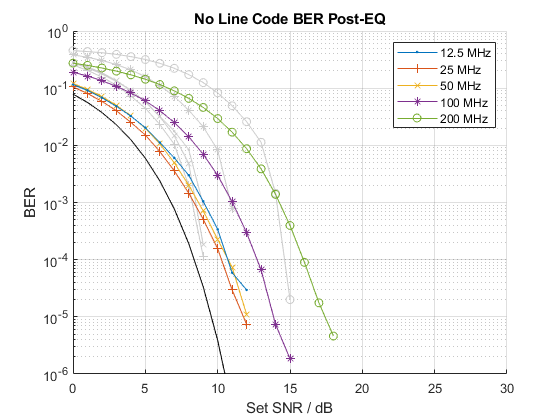 No Line Code BER Post-EQ
10^0
10^-1
10^-2
10^-3
10^-4
10^-5
10^-6
BER
12.5 MHz
25 MHz
50 MHz
100 MHz
200 MHz
0 5 10 15 20 25 30
Set SNR / dB